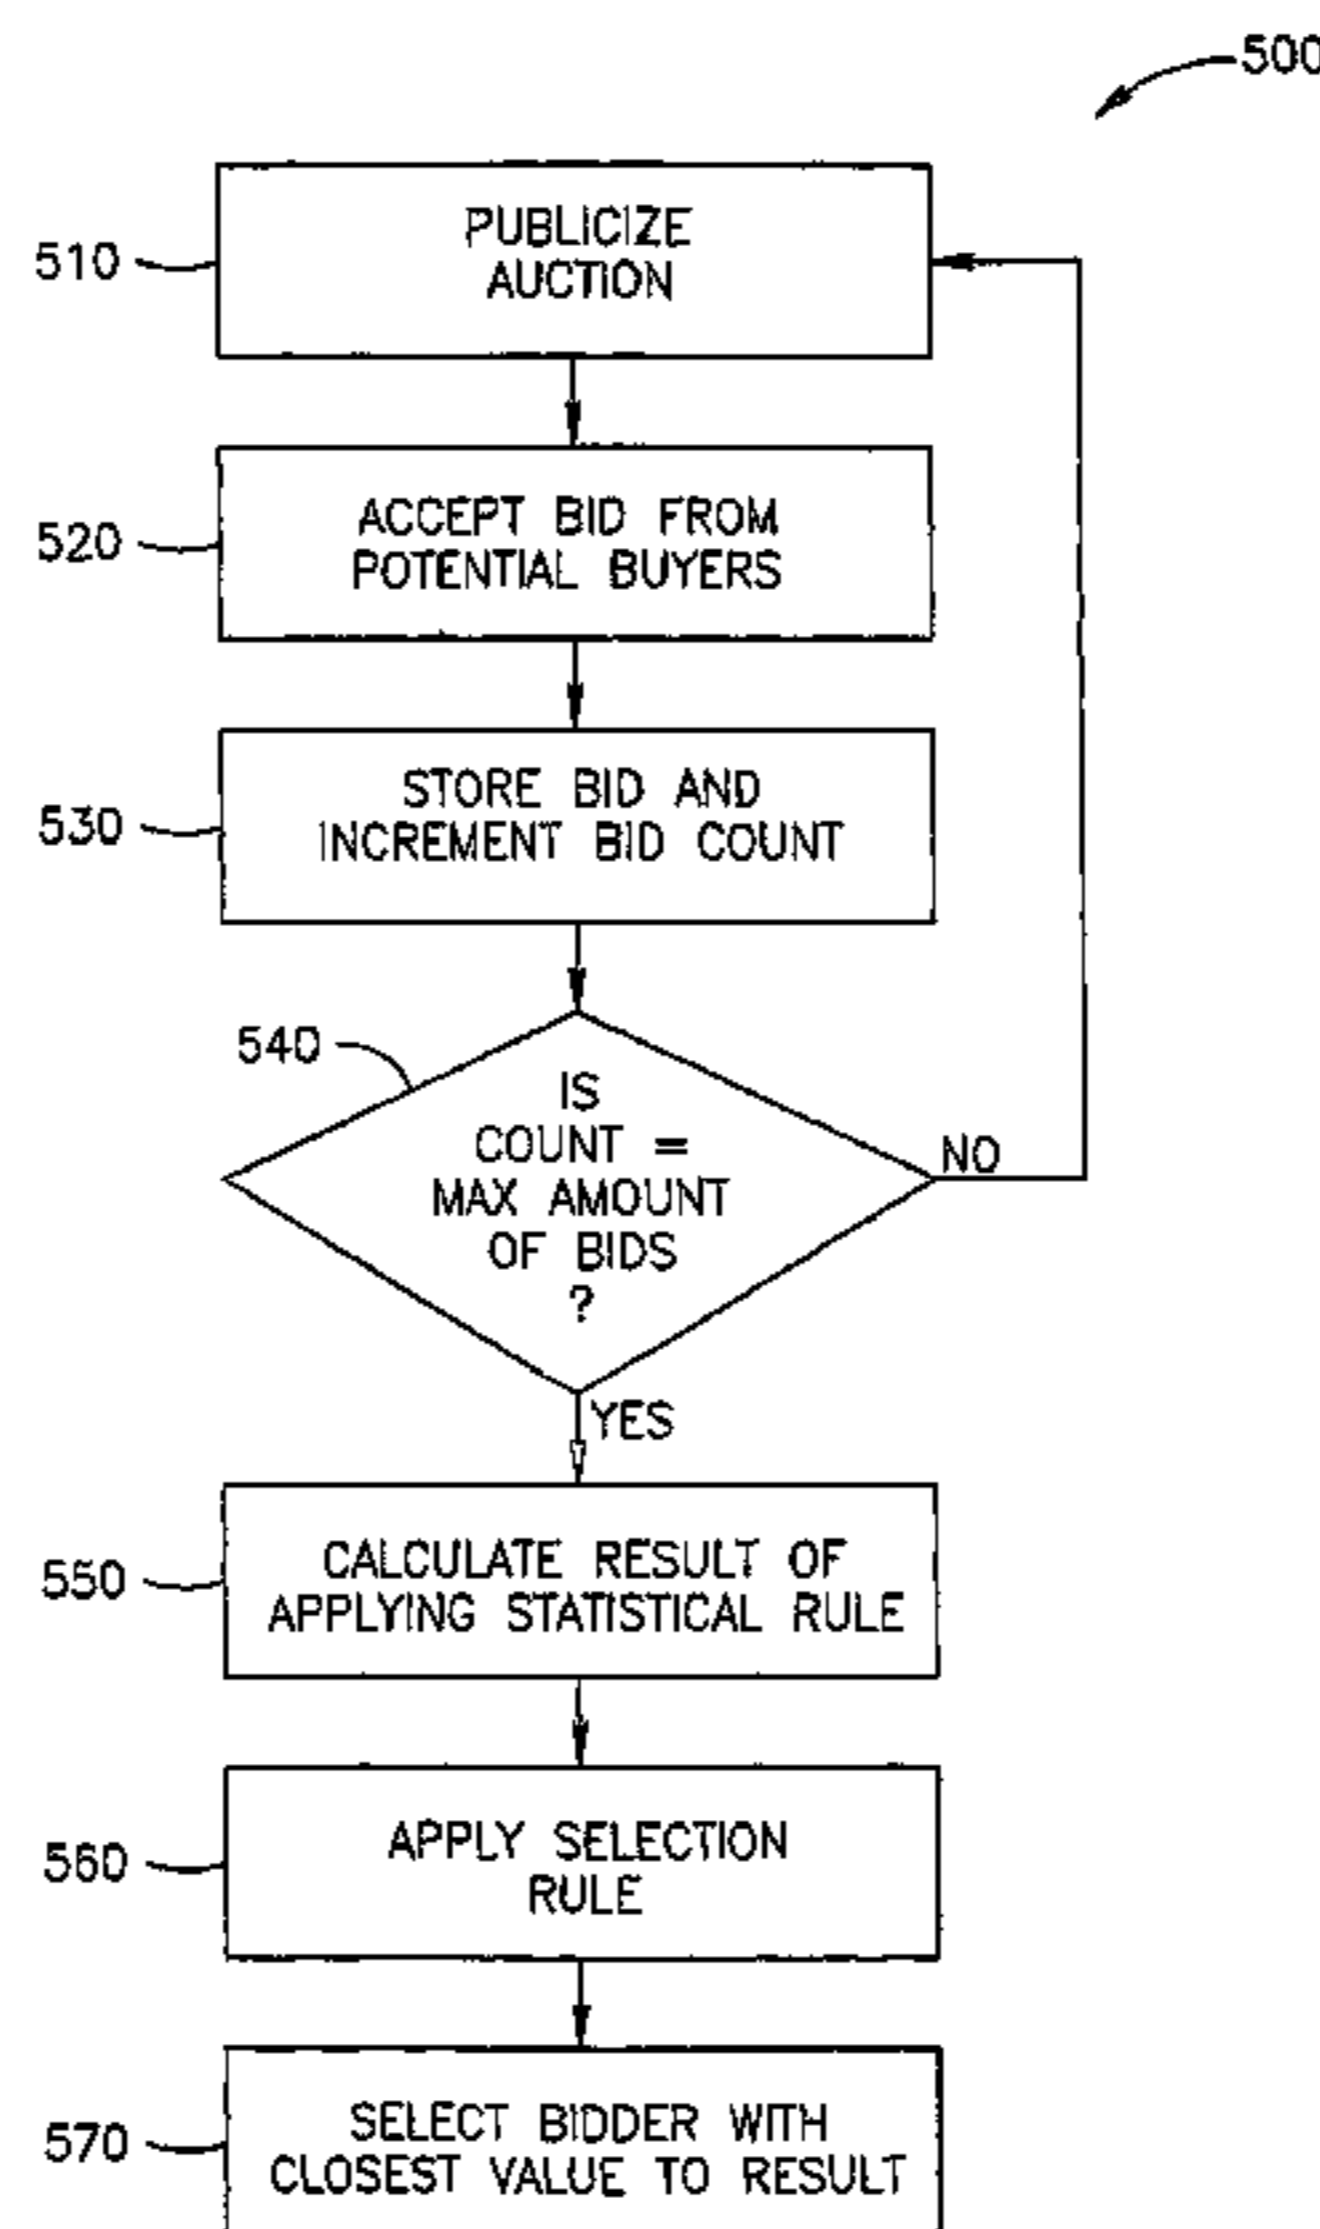 500
510
PUBLICIZE
AUCTION
520
ACCEPT BID FROM
POTENTIAL BUYERS
530
STORE BID AND
INCREMENT BID COUNT
540
IS
COUNT =
MAX AMOUNT
OF BIDS
?
NO
YES
550
CALCULATE RESULT OF
APPLYING STATISTICAL RULE
560
APPLY SELECTION
RULE
570
SELECT BIDDER WITH
CLOSEST VALUE TO RESULT